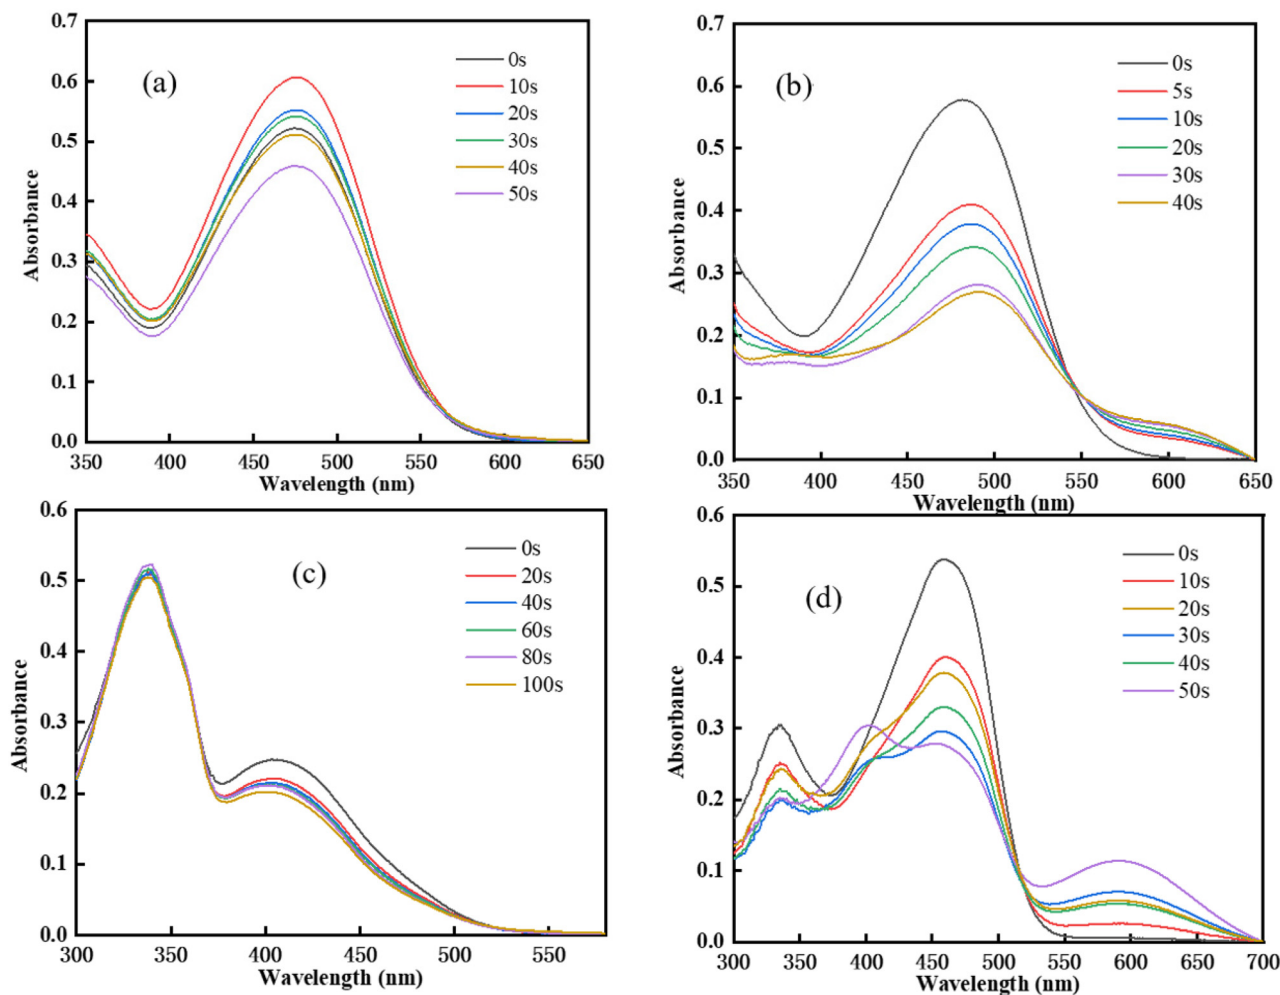 (a)
0s
10s
20s
30s
40s
50s
0.7
0.6
0.5
0.4
0.3
0.2
0.1
0.0
350 400 450 500 550 600 650
Absorbance
Wavelength (nm)
(b)
0s
5s
10s
20s
30s
40s
0.7
0.6
0.5
0.4
0.3
0.2
0.1
0.0
350 400 450 500 550 600 650
Absorbance
Wavelength (nm)
(c)
0s
20s
40s
60s
80s
100s
0.6
0.5
0.4
0.3
0.2
0.1
0.0
300 350 400 450 500 550
Absorbance
Wavelength (nm)
(d)
0s
10s
20s
30s
40s
50s
0.6
0.5
0.4
0.3
0.2
0.1
0.0
300 350 400 450 500 550 600 650 700
Absorbance
Wavelength (nm)